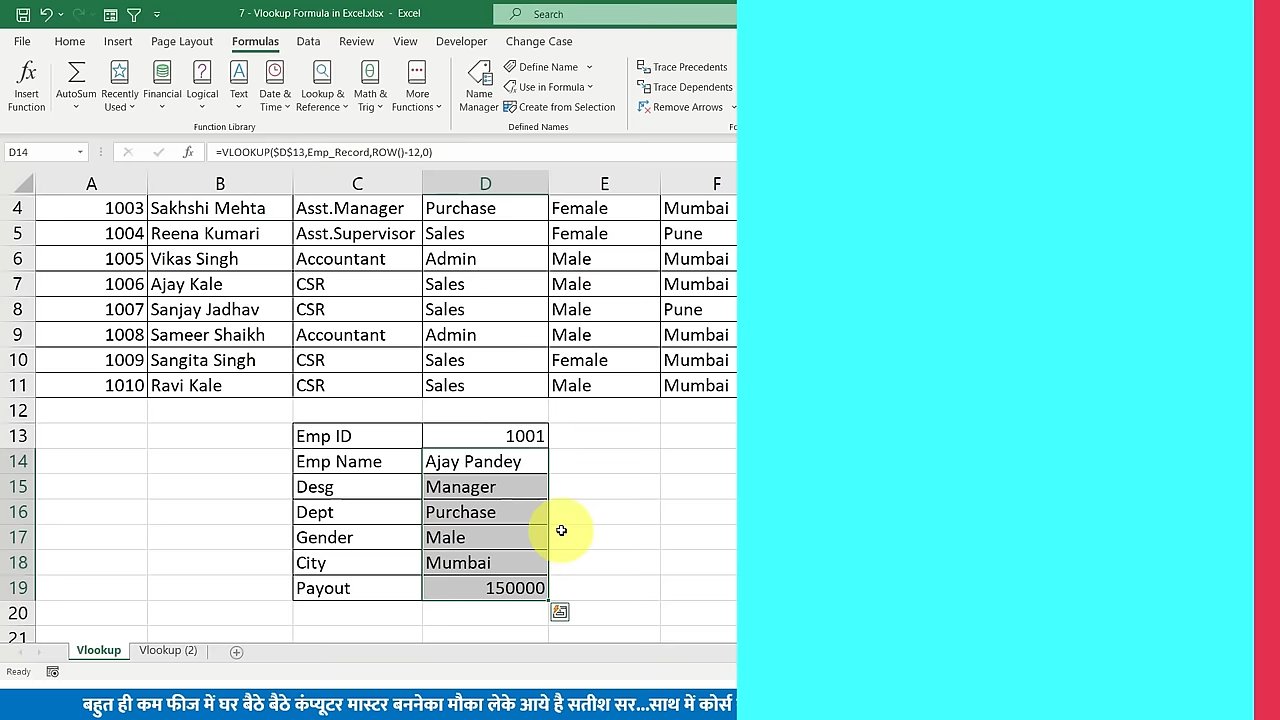 7 - Vlookup Formula in Excel.xlsx - Excel
Search
File Home Insert Page Layout Formulas Data Review View Developer Change Case
Insert Function
AutoSum
Recently Used
Financial
Logical
Text
Date & Time
Lookup & Reference
Math & Trig
More Functions
Function Library
Name Manager
Define Name
Use in Formula
Create from Selection
Defined Names
Trace Precedents
Trace Dependents
Remove Arrows
Fo
D14 fx =VLOOKUP($D$13,Emp_Record,ROW()-12,0)
A B C D E F
4 1003 Sakhshi Mehta Asst.Manager Purchase Female Mumbai
5 1004 Reena Kumari Asst.Supervisor Sales Female Pune
6 1005 Vikas Singh Accountant Admin Male Mumbai
7 1006 Ajay Kale CSR Sales Male Mumbai
8 1007 Sanjay Jadhav CSR Sales Male Pune
9 1008 Sameer Shaikh Accountant Admin Male Mumbai
10 1009 Sangita Singh CSR Sales Female Mumbai
11 1010 Ravi Kale CSR Sales Male Mumbai
12
13 Emp ID 1001
14 Emp Name Ajay Pandey
15 Desg Manager
16 Dept Purchase
17 Gender Male
18 City Mumbai
19 Payout 150000
20
21
Vlookup Vlookup (2)
Ready
बहुत ही कम फीज में घर बैठे बैठे कंप्यूटर मास्टर बननेका मौका लेके आये है सतीश सर...साथ में कोर्स